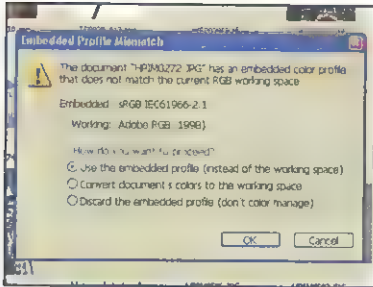 Embedded Profile Mismatch
The document "HPIM0272 JPG" has an embedded color profile
that does not match the current RGB working space
Embedded sRGB IEC61966-2.1
Working: Adobe RGB 1998)
How do you want to proceed?
Use the embedded profile (instead of the working space)
Convert document s colors to the working space
Discard the embedded profile (don't color manage)
OK Cancel